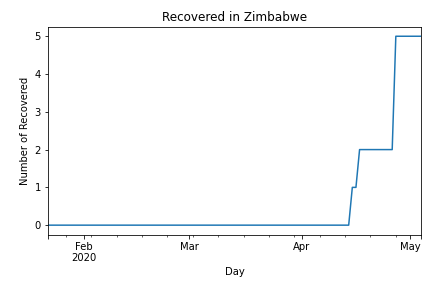 Recovered in Zimbabwe
Number of Recovered
5
4
3
2
1
0
Feb
2020
Mar
Apr
May
Day